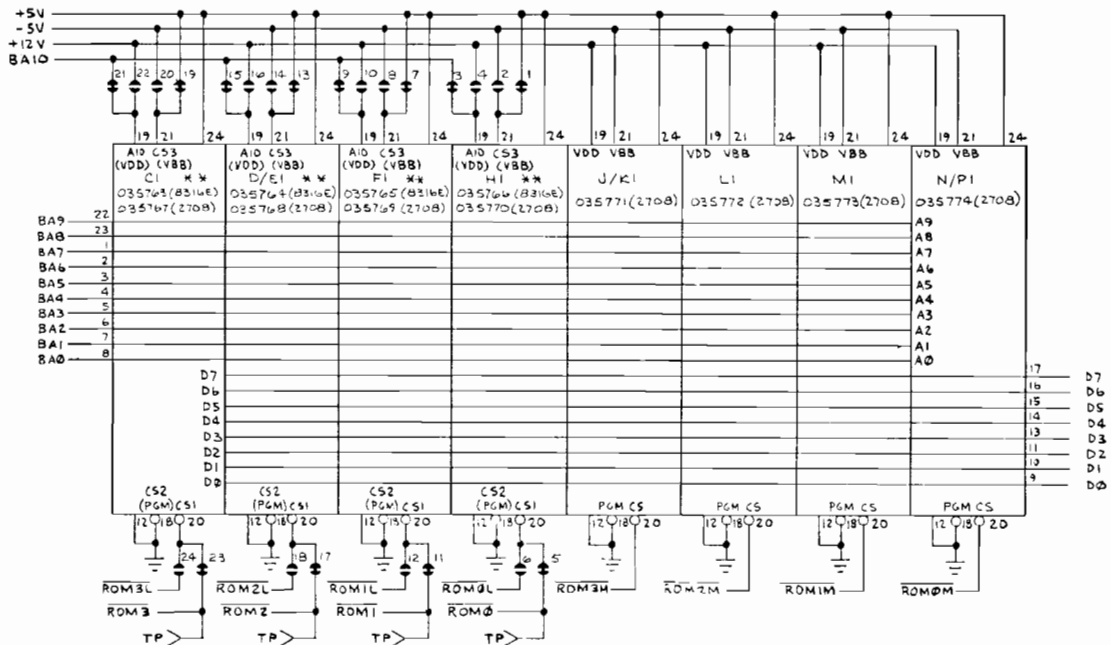 +5V
-5V
+12V
BA10
21 22 20 19 15 16 14 13 9 10 8 7 3 4 2 1
19 21 24 19 21 24 19 21 24 19 21 24 19 21 24 19 21 24 19 21 24 19 21 24
A10 CS3 A10 CS3 A10 CS3 A10 CS3 VDD VBB VDD VBB VDD VBB VDD VBB
(VDD) (VBB) (VDD) (VBB) (VDD) (VBB) (VDD) (VBB)
C1 ** D/E1 ** F1 ** H1 ** J/K1 L1 M1 N/P1
035763(8316E) 035764(8316E) 035765(8316E) 035766(8316E)
035767(2708) 035768(2708) 035769(2708) 035770(2708) 035771(2708) 035772(2708) 035773(2708) 035774(2708)
BA9 22 A9
BA8 23 A8
BA7 1 A7
BA6 2 A6
BA5 3 A5
BA4 4 A4
BA3 5 A3
BA2 6 A2
BA1 7 A1
BA0 8 A0
D7 17 D7
D6 16 D6
D5 15 D5
D4 14 D4
D3 13 D3
D2 11 D2
D1 10 D1
D0 9 D0
CS2 CS2 CS2 CS2
(PGM) CS1 (PGM) CS1 (PGM) CS1 (PGM) CS1 PGM CS PGM CS PGM CS PGM CS
12 18 20 12 18 20 12 18 20 12 18 20 12 18 20 12 18 20 12 18 20 12 18 20
24 23 18 17 12 11 6 5
ROM3L ROM2L ROM1L ROM0L ROM3M ROM2M ROM1M ROM0M
ROM3 ROM2 ROM1 ROM0
TP TP TP TP